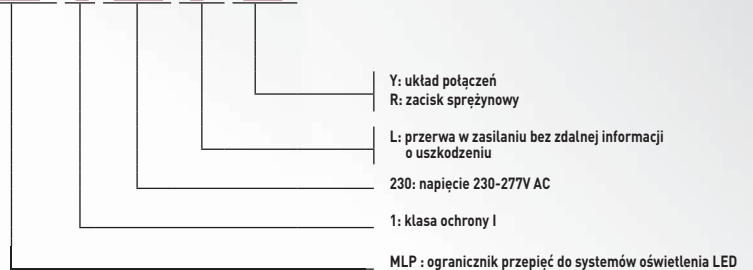 Y: układ połączeń
R: zacisk sprężynowy
L: przerwa w zasilaniu bez zdalnej informacji
o uszkodzeniu
230: napięcie 230-277V AC
1: klasa ochrony I
MLP : ogranicznik przepięć do systemów oświetlenia LED